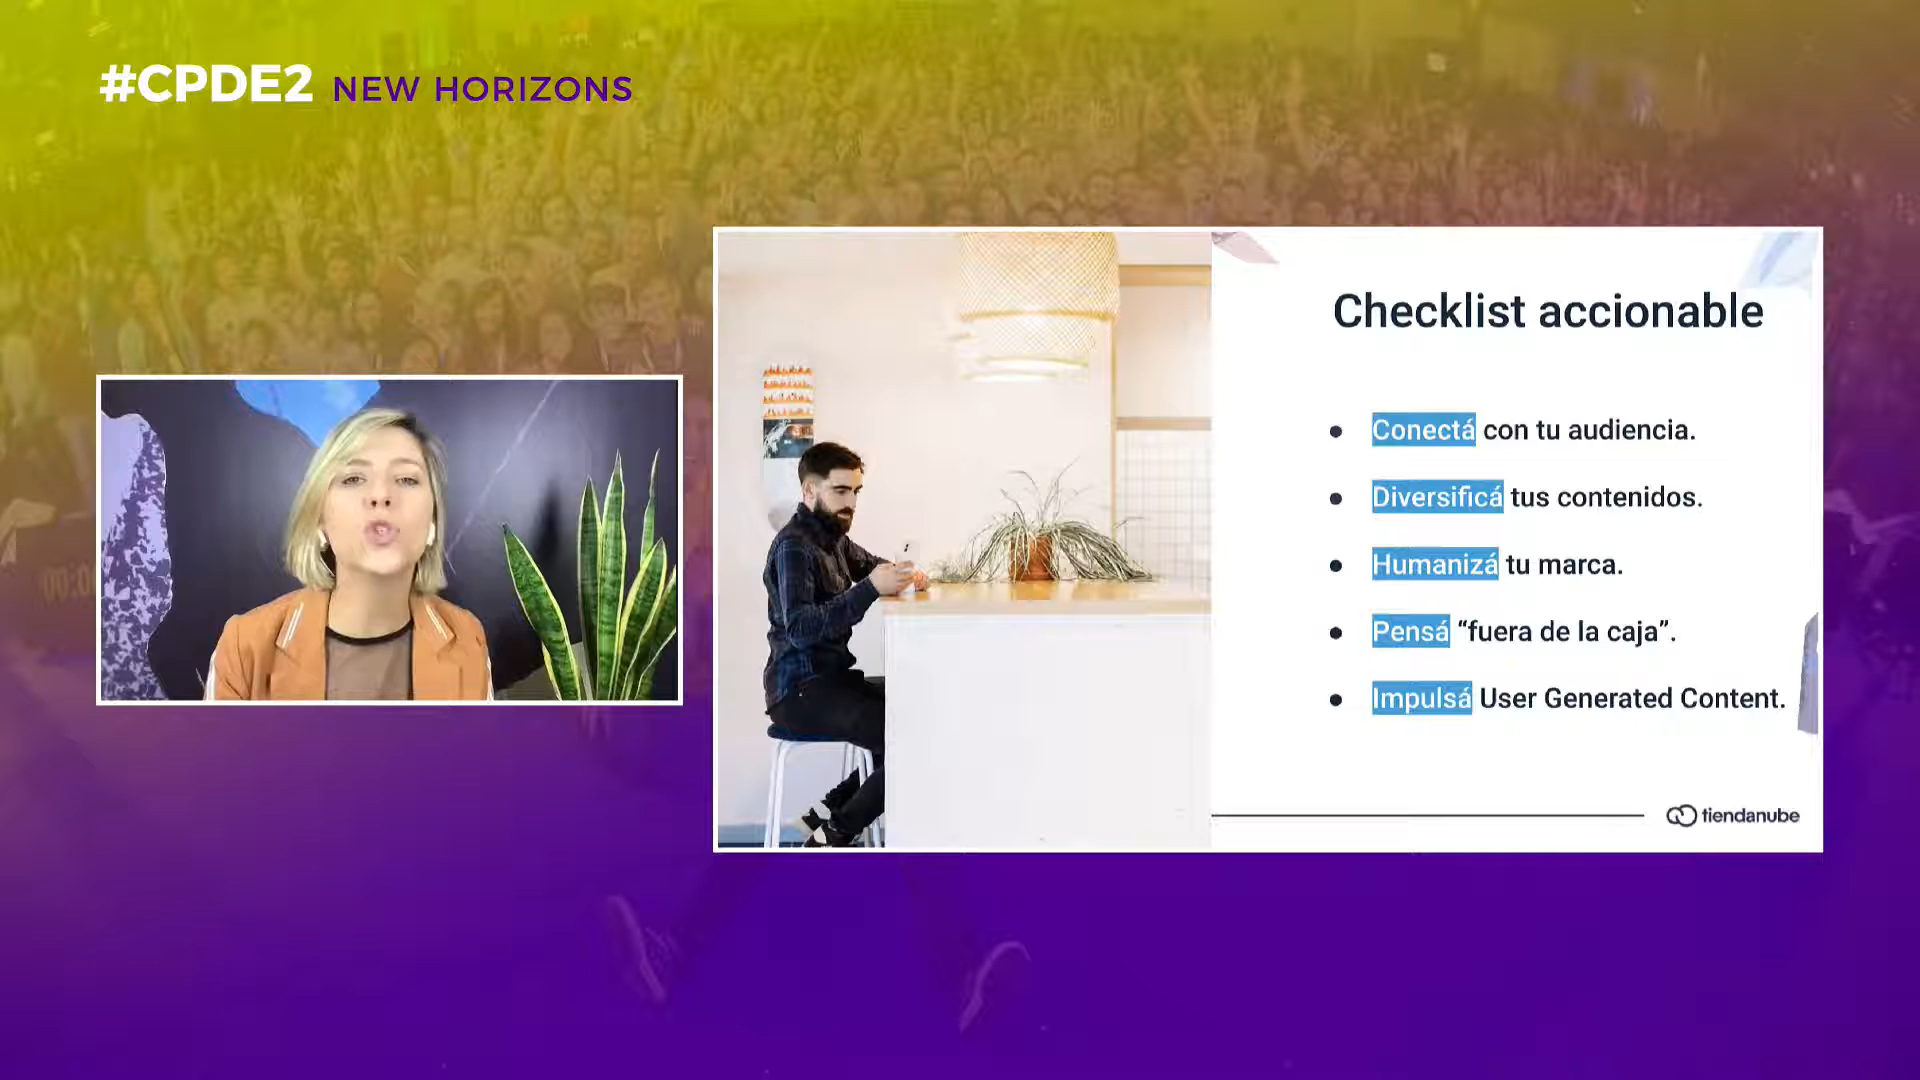 #CPDE2 NEW HORIZONS
Checklist accionable
● Conectá con tu audiencia.
● Diversificá tus contenidos.
● Humanizá tu marca.
● Pensá “fuera de la caja”.
● Impulsá User Generated Content.
tiendanube